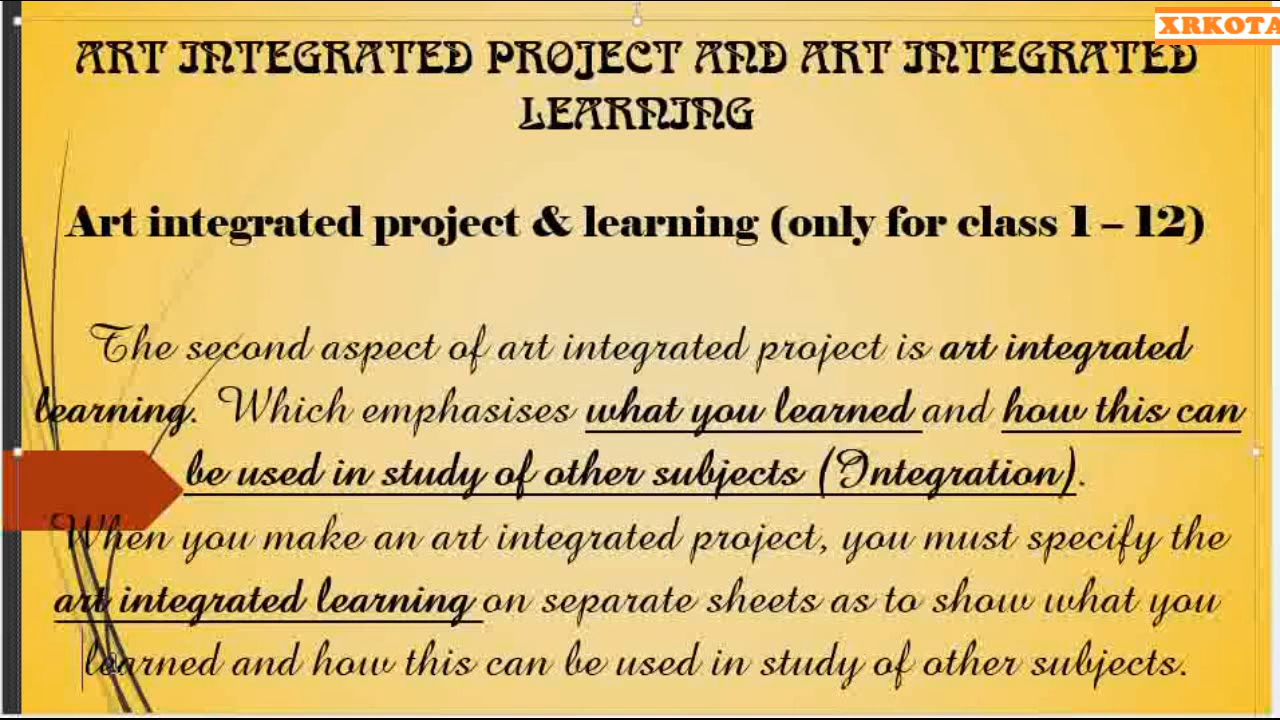 XRKOTA
ART INTEGRATED PROJECT AND ART INTEGRATED
LEARNING
Art integrated project & learning (only for class 1 – 12)
The second aspect of art integrated project is art integrated
learning. Which emphasises what you learned and how this can
be used in study of other subjects (Integration).
When you make an art integrated project, you must specify the
art integrated learning on separate sheets as to show what you
learned and how this can be used in study of other subjects.